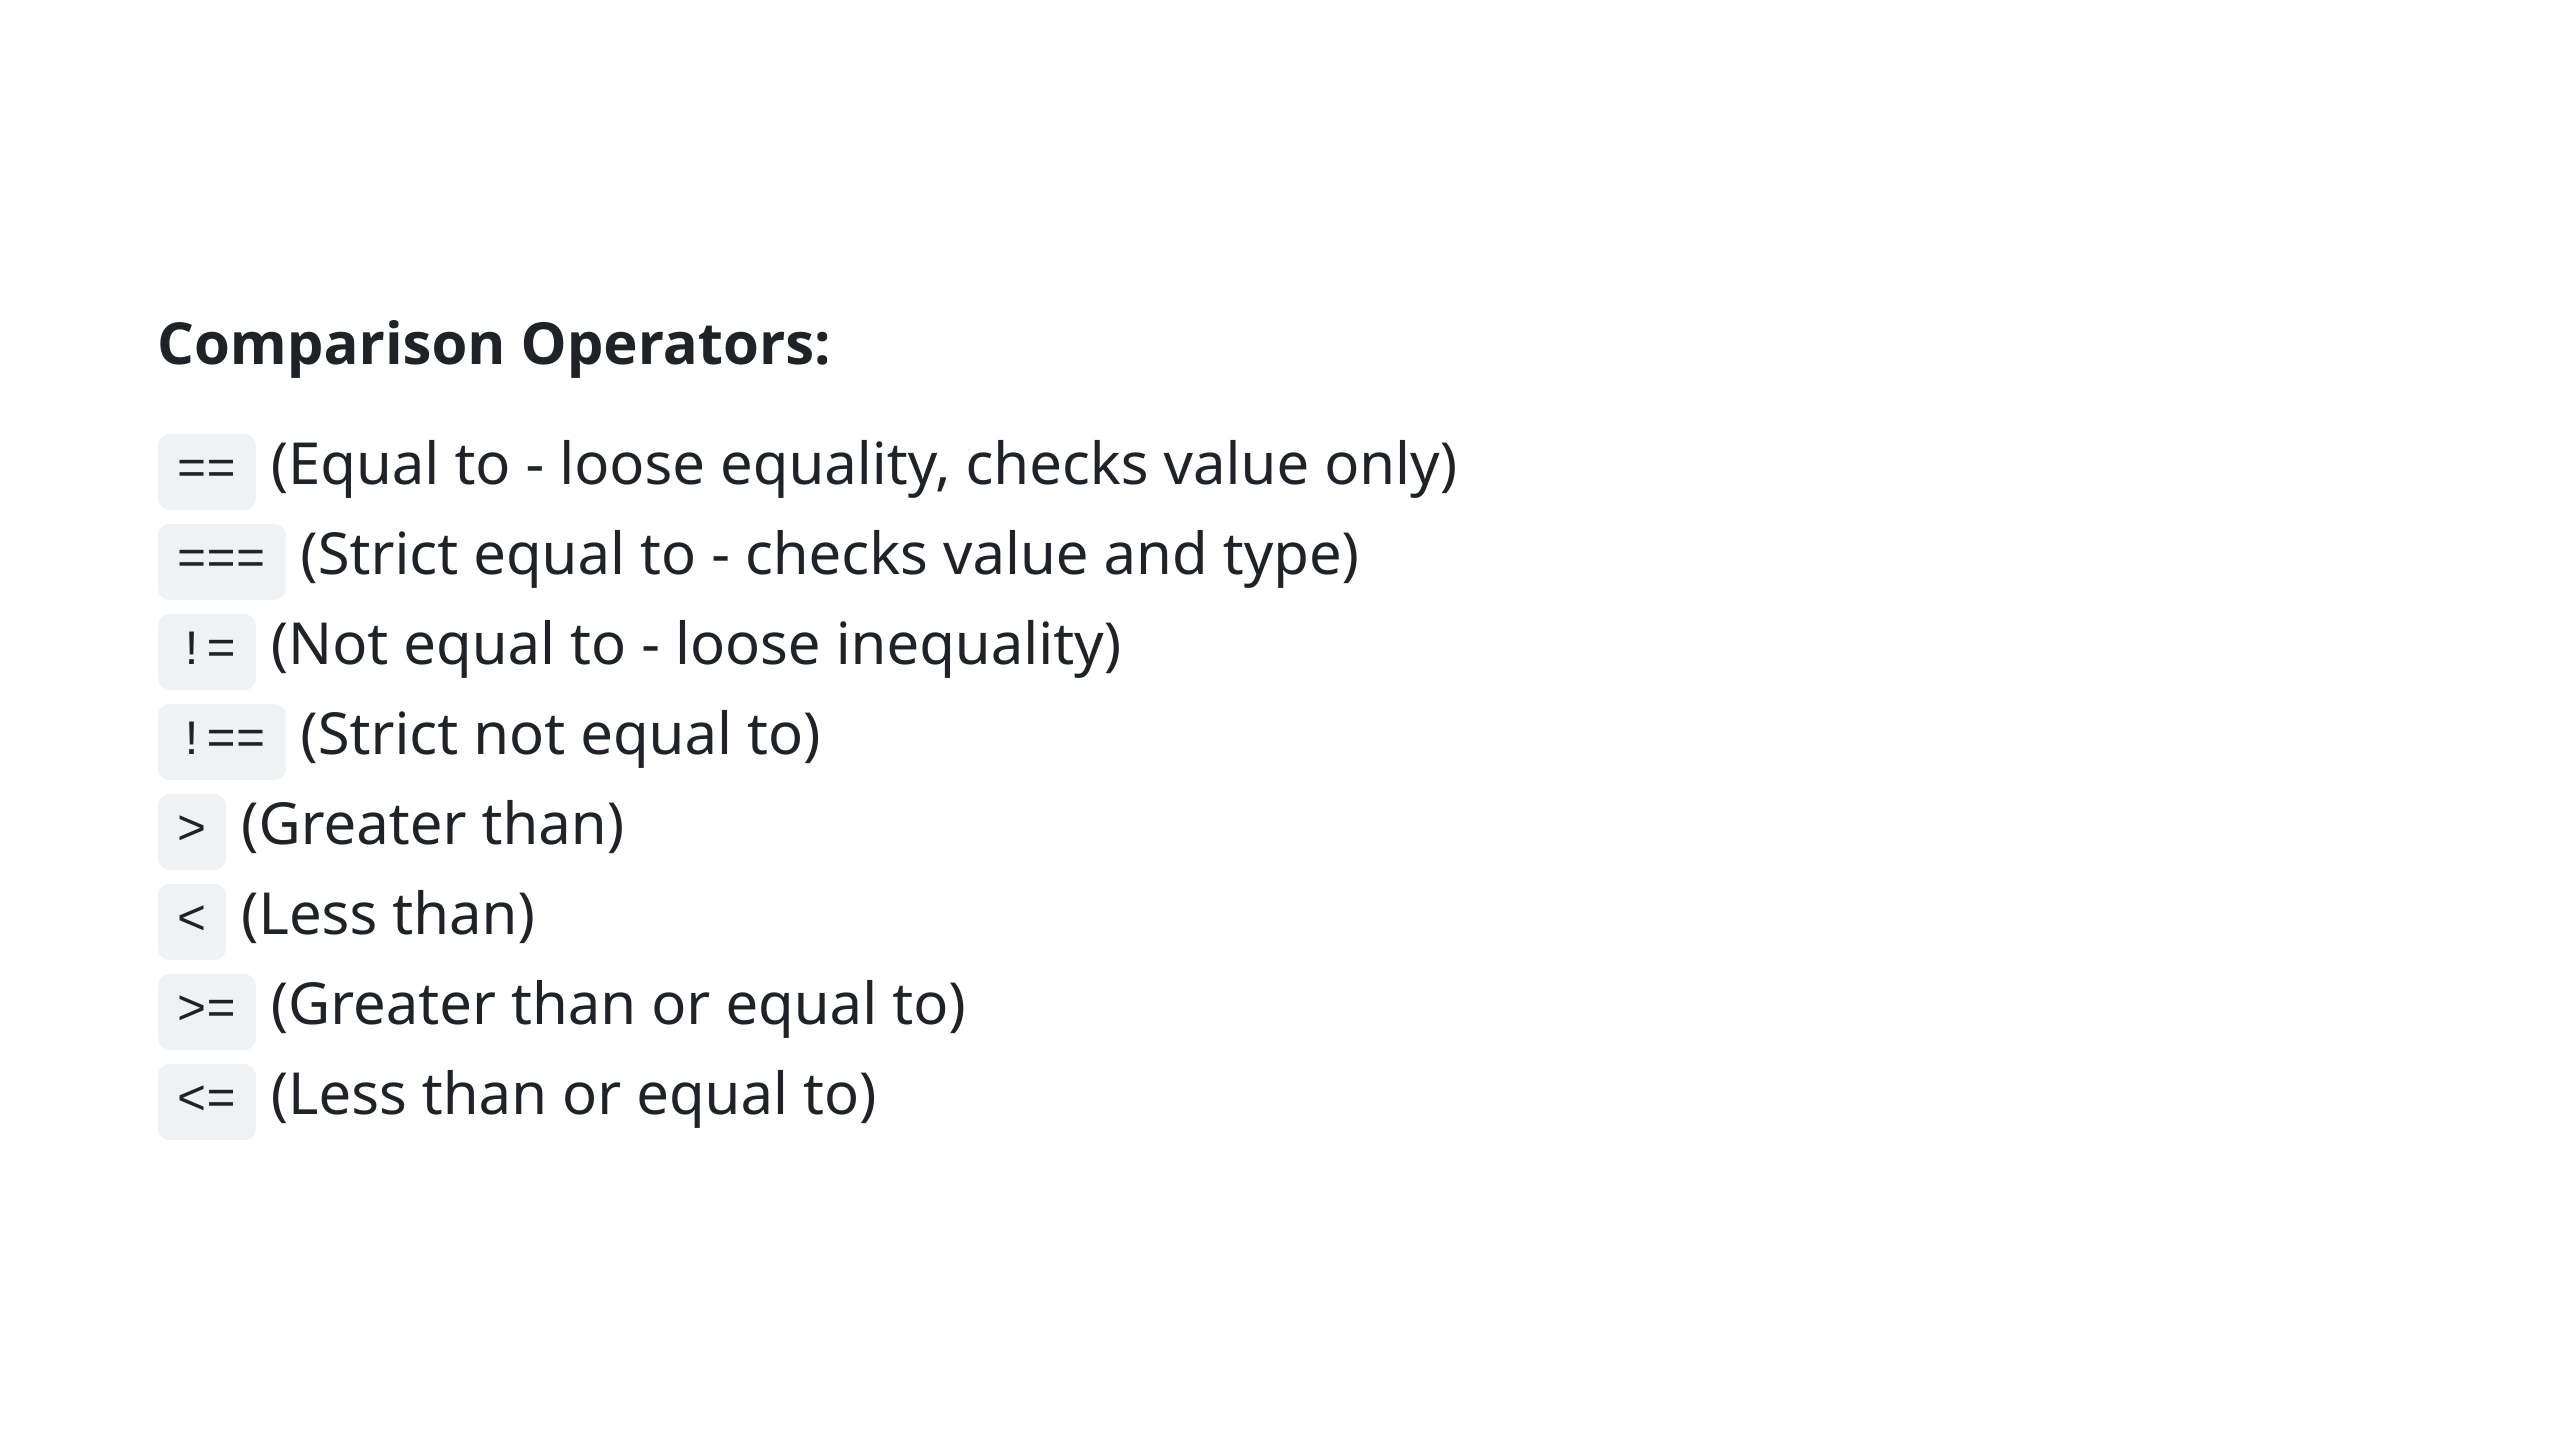 Comparison Operators:
== (Equal to - loose equality, checks value only)
=== (Strict equal to - checks value and type)
!= (Not equal to - loose inequality)
!== (Strict not equal to)
> (Greater than)
< (Less than)
>= (Greater than or equal to)
<= (Less than or equal to)